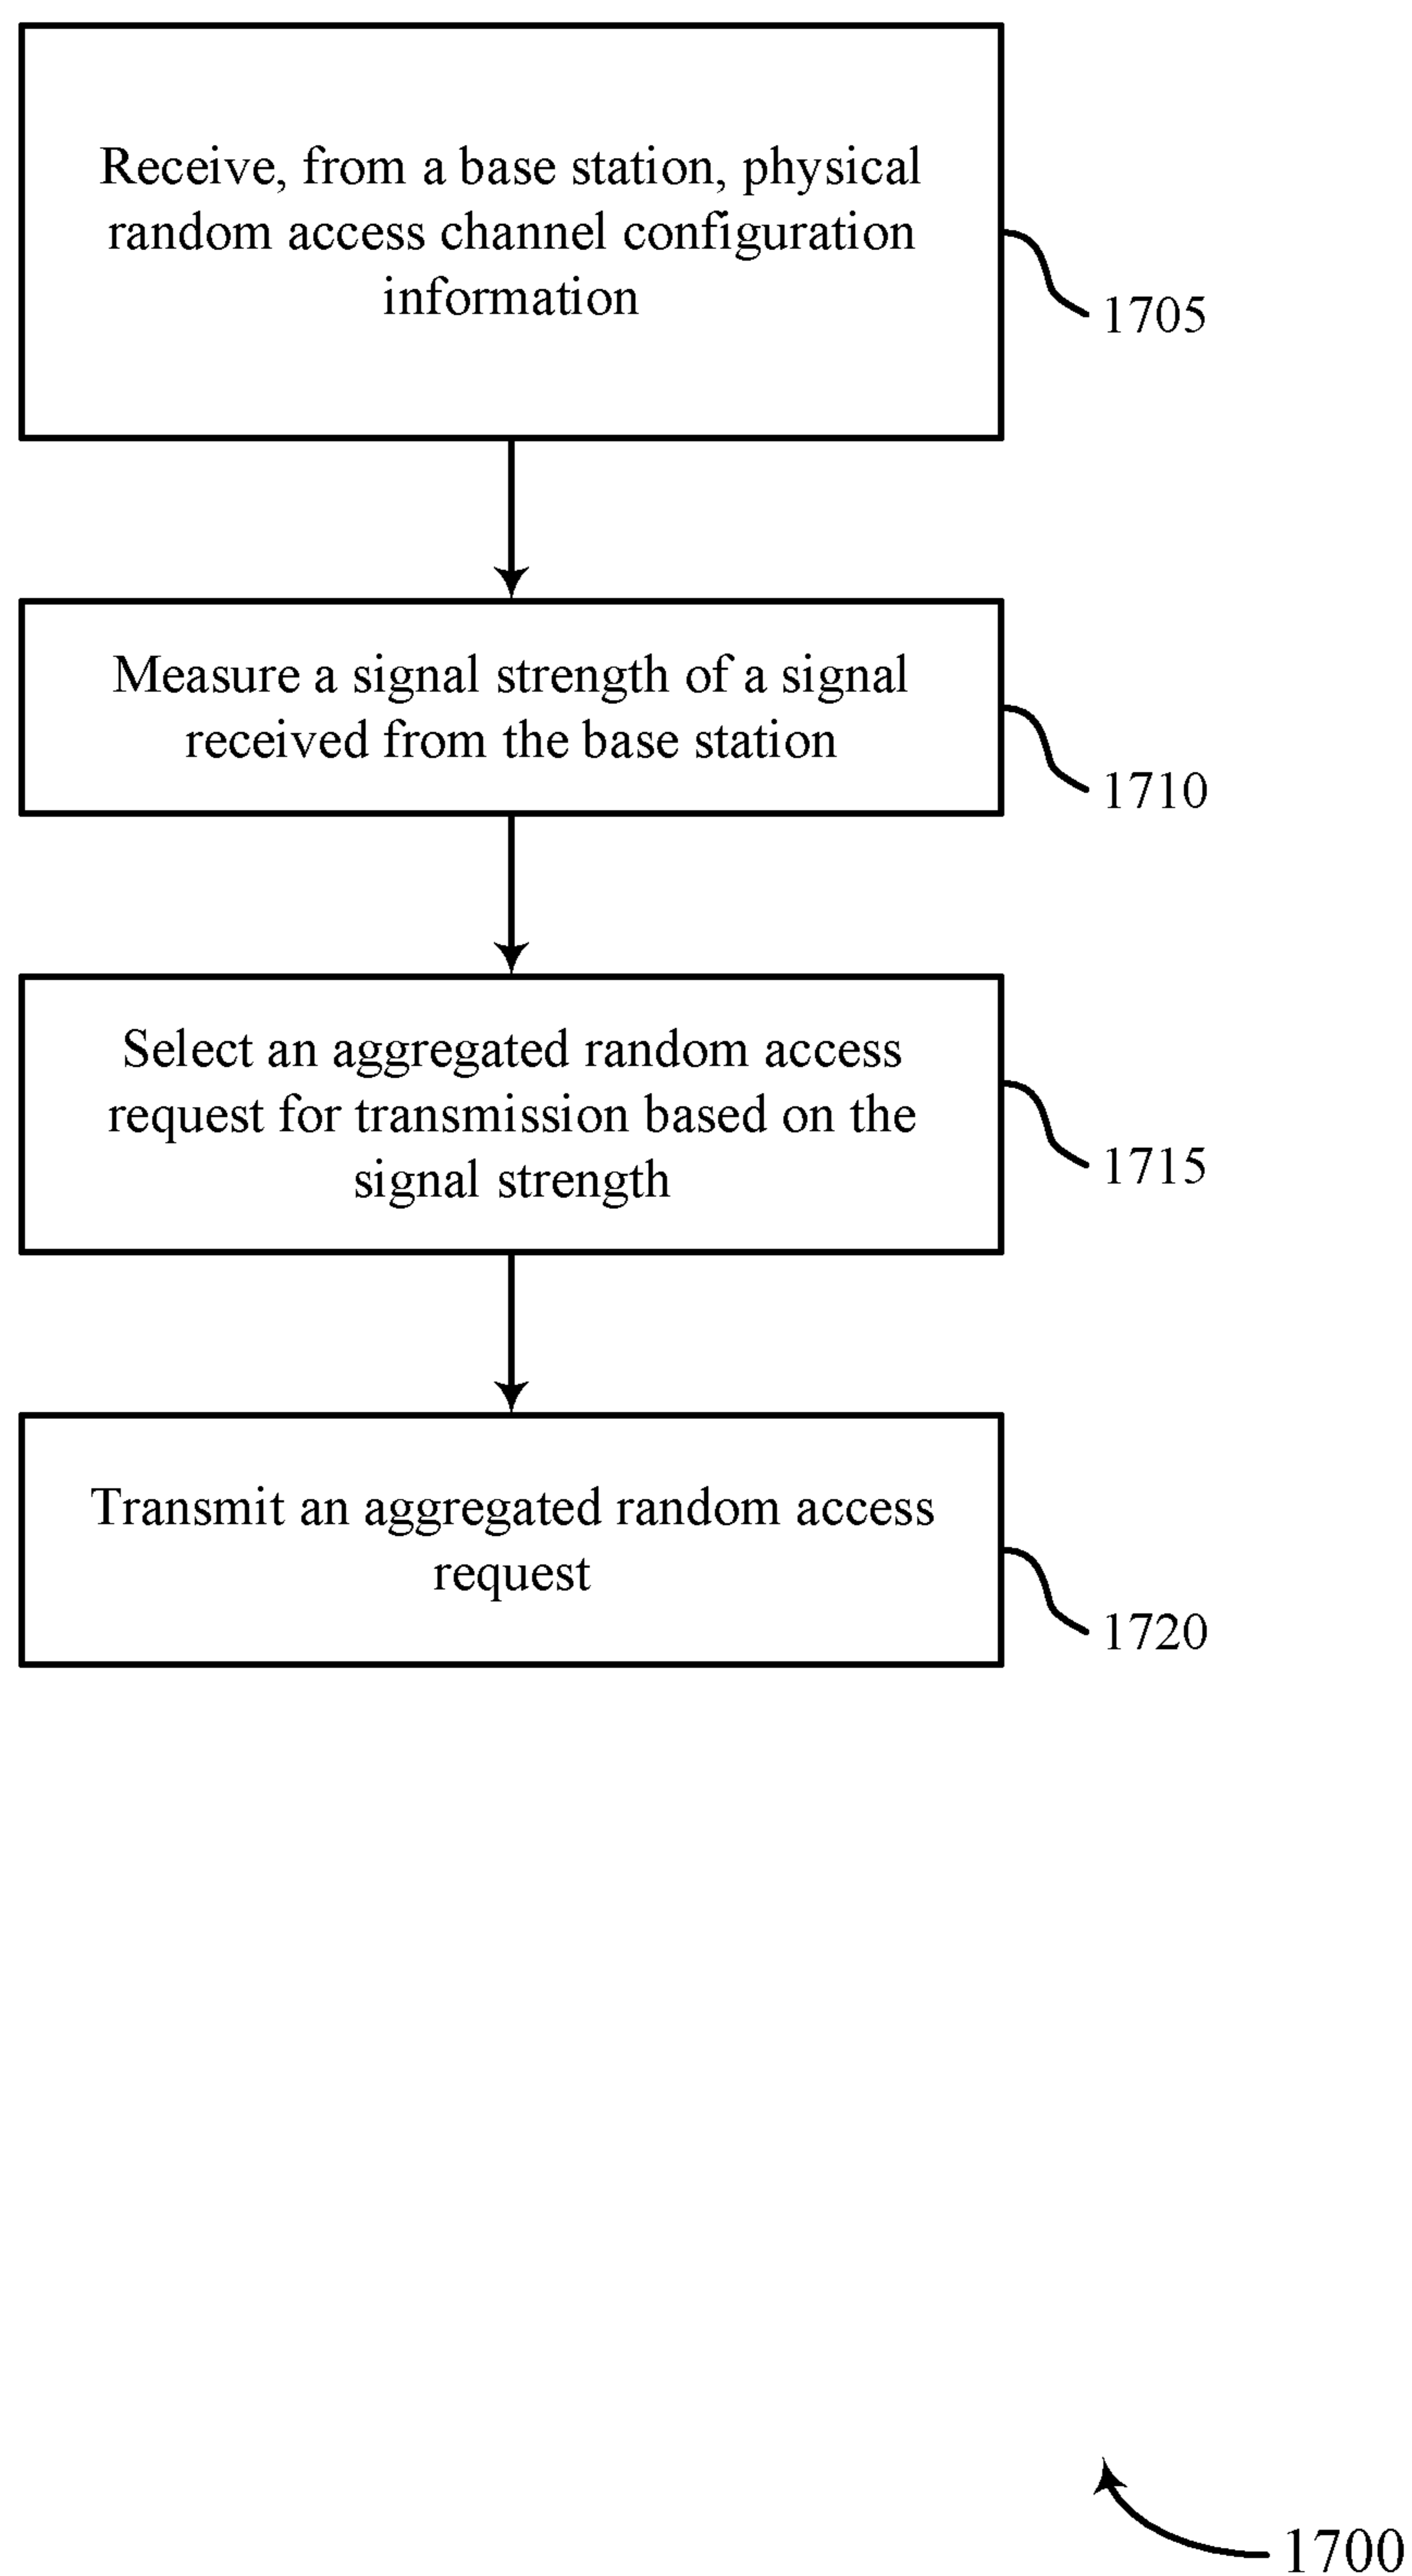 Receive, from a base station, physical
random access channel configuration
information
1705
Measure a signal strength of a signal
received from the base station
1710
Select an aggregated random access
request for transmission based on the
signal strength
1715
Transmit an aggregated random access
request
1720
1700